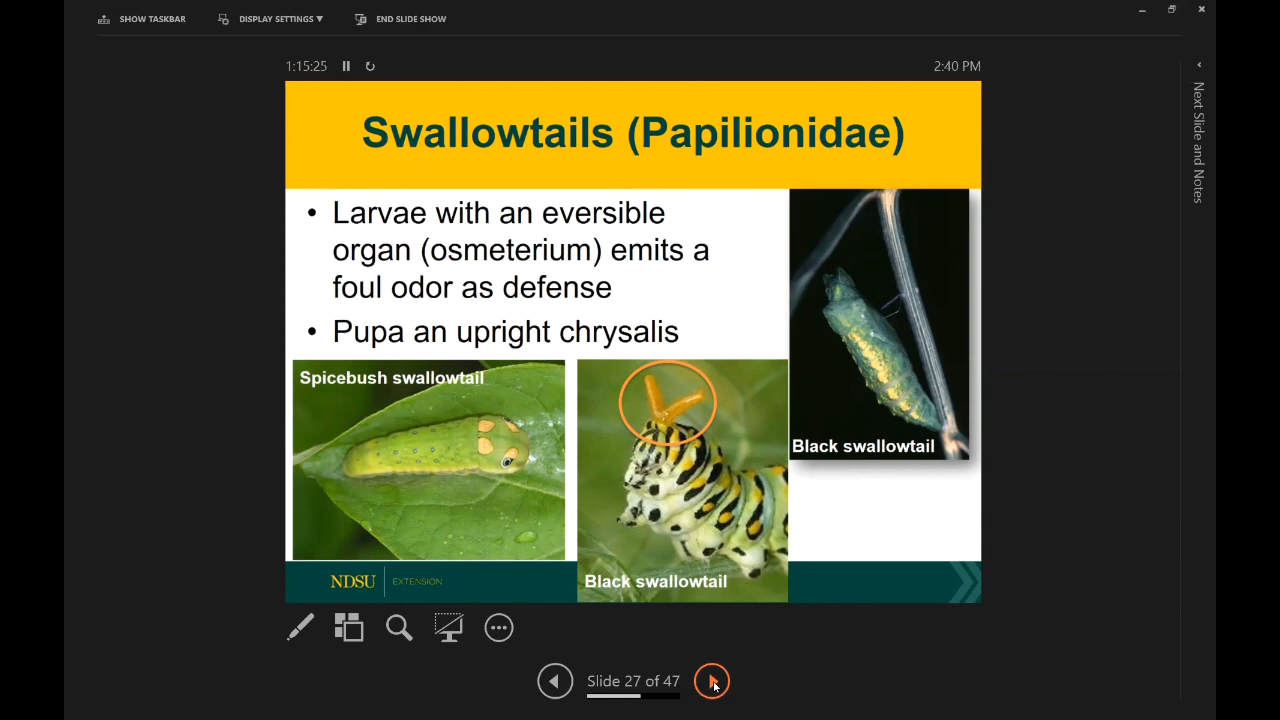 SHOW TASKBAR
DISPLAY SETTINGS ▼
END SLIDE SHOW
1:15:25
2:40 PM
Next Slide and Notes
Swallowtails (Papilionidae)
• Larvae with an eversible
organ (osmeterium) emits a
foul odor as defense
• Pupa an upright chrysalis
Spicebush swallowtail
Black swallowtail
Black swallowtail
NDSU
EXTENSION
Slide 27 of 47